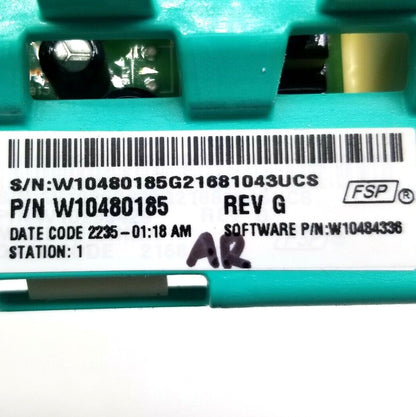 S/N:W10480185G21681043UCS
P/N W10480185 REV G FSP®
DATE CODE 2235-01:18 AM SOFTWARE P/N:W10484336
STATION: 1 AR